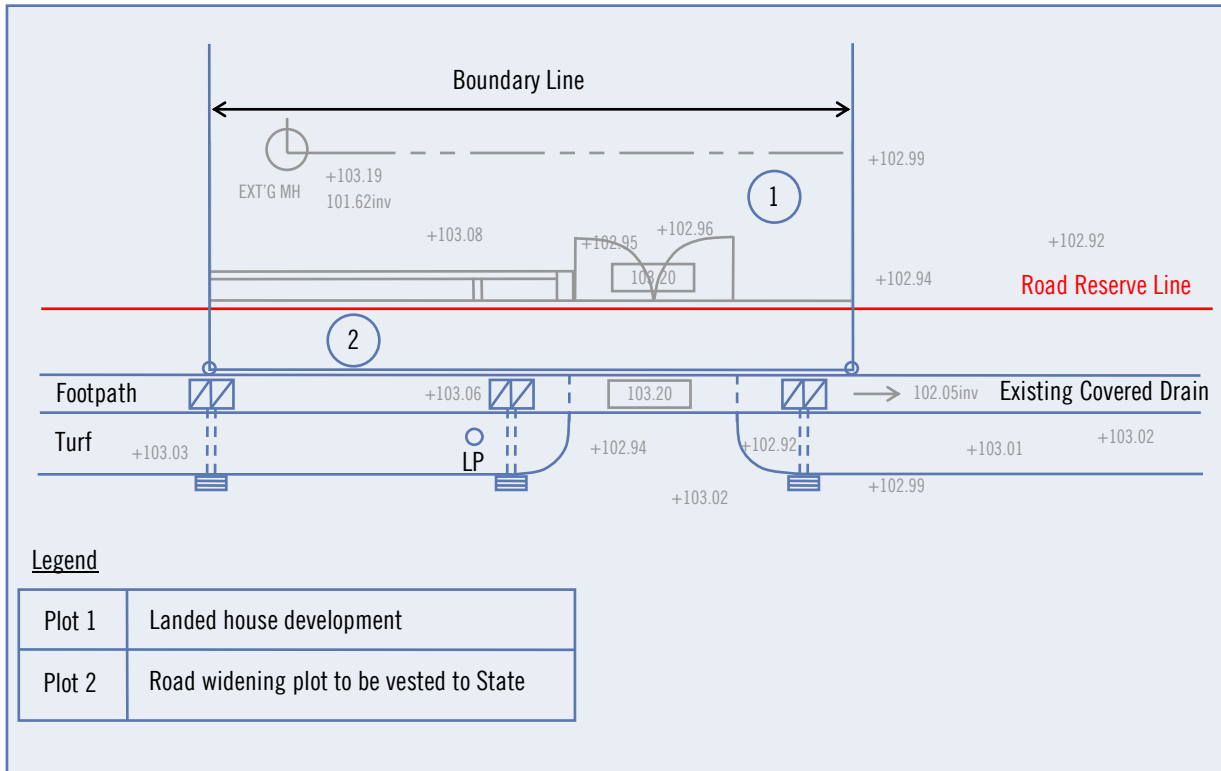 Boundary Line
+102.99
+103.19
EXT'G MH
101.62inv
1
+103.08
+102.95
+102.96
+102.92
103.20
+102.94
Road Reserve Line
2
Footpath
+103.06
103.20
102.05inv
Existing Covered Drain
Turf
+103.03
LP
+102.94
+102.92
+103.01
+103.02
+102.99
+103.02
Legend
Plot 1 Landed house development
Plot 2 Road widening plot to be vested to State